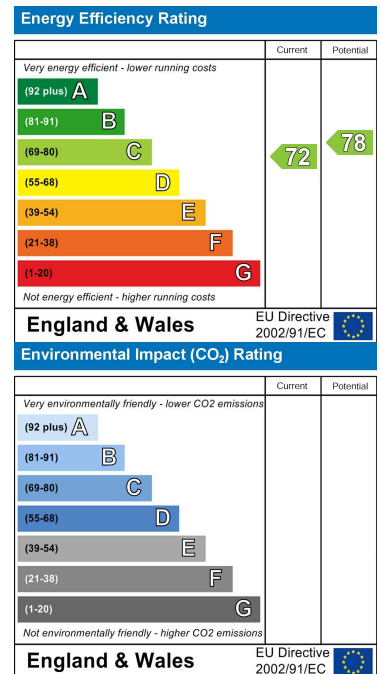 Energy Efficiency Rating
Current Potential
Very energy efficient - lower running costs
(92 plus) A
(81-91) B
(69-80) C
(55-68) D
(39-54) E
(21-38) F
(1-20) G
72
78
Not energy efficient - higher running costs
England & Wales
EU Directive
2002/91/EC
Environmental Impact (CO₂) Rating
Current Potential
Very environmentally friendly - lower CO2 emissions
(92 plus) A
(81-91) B
(69-80) C
(55-68) D
(39-54) E
(21-38) F
(1-20) G
Not environmentally friendly - higher CO2 emissions
England & Wales
EU Directive
2002/91/EC